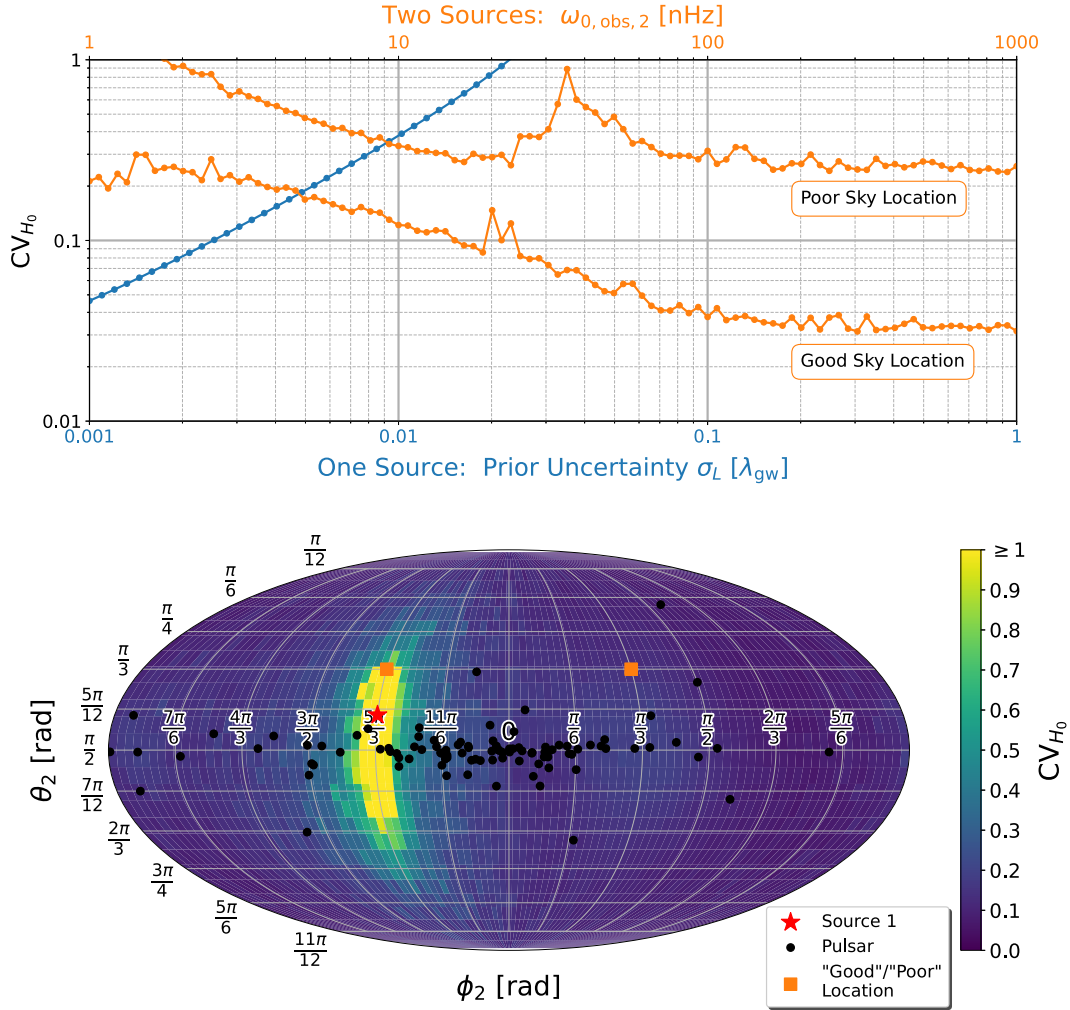 Two Sources: ω0, obs, 2 [nHz]
1 10 100 1000
1
0.1
0.01
CV_H0
Poor Sky Location
Good Sky Location
0.001 0.01 0.1 1
One Source: Prior Uncertainty σ_L [λ_gw]
π/12
π/6
π/4
π/3
5π/12
π/2
7π/12
2π/3
3π/4
5π/6
11π/12
θ₂ [rad]
7π/6 4π/3 3π/2 5π/3 11π/6 0 π/6 π/3 π/2 2π/3 5π/6
ϕ₂ [rad]
≥ 1
0.9
0.8
0.7
0.6
0.5
0.4
0.3
0.2
0.1
0.0
CV_H0
Source 1
Pulsar
"Good"/"Poor"
Location